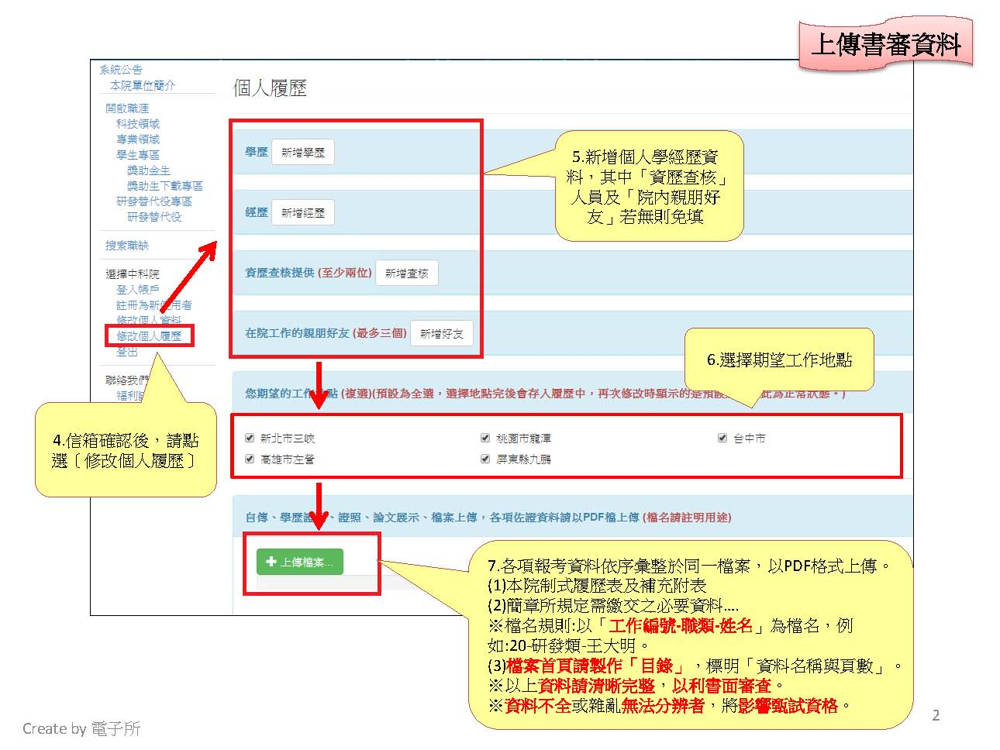 上傳書審資料
系統公告
本院單位簡介
開啟職涯
科技領域
專業領域
學生專區
獎助金生
獎助生下載專區
研發替代役專區
研發替代役
搜索職缺
選擇中科院
登入帳戶
註冊為新使用者
修改個人資料
修改個人履歷
登出
聯絡我們
福利
4.信箱確認後，請點
選〔修改個人履歷〕
個人履歷
學歷 新增學歷
經歷 新增經歷
資歷查核提供 (至少兩位) 新增查核
在院工作的親朋好友 (最多三個) 新增好友
5.新增個人學經歷資
料，其中「資歷查核」
人員及「院內親朋好
友」若無則免填
6.選擇期望工作地點
您期望的工作地點 (複選)(預設為全選，選擇地點完後會存入履歷中，再次修改時顯示的是預設 此為正常狀態。)
新北市三峽 桃園市龍潭 台中市
高雄市左營 屏東縣九鵬
自傳、學歷證 、證照、論文展示、檔案上傳，各項佐證資料請以PDF檔上傳 (檔名請註明用途)
上傳檔案...
7.各項報考資料依序彙整於同一檔案，以PDF格式上傳。
(1)本院制式履歷表及補充附表
(2)簡章所規定需繳交之必要資料....
※檔名規則:以「工作編號-職類-姓名」為檔名，例
如:20-研發類-王大明。
(3)檔案首頁請製作「目錄」，標明「資料名稱與頁數」。
※以上資料請清晰完整，以利書面審查。
※資料不全或雜亂無法分辨者，將影響甄試資格。
Create by 電子所
2